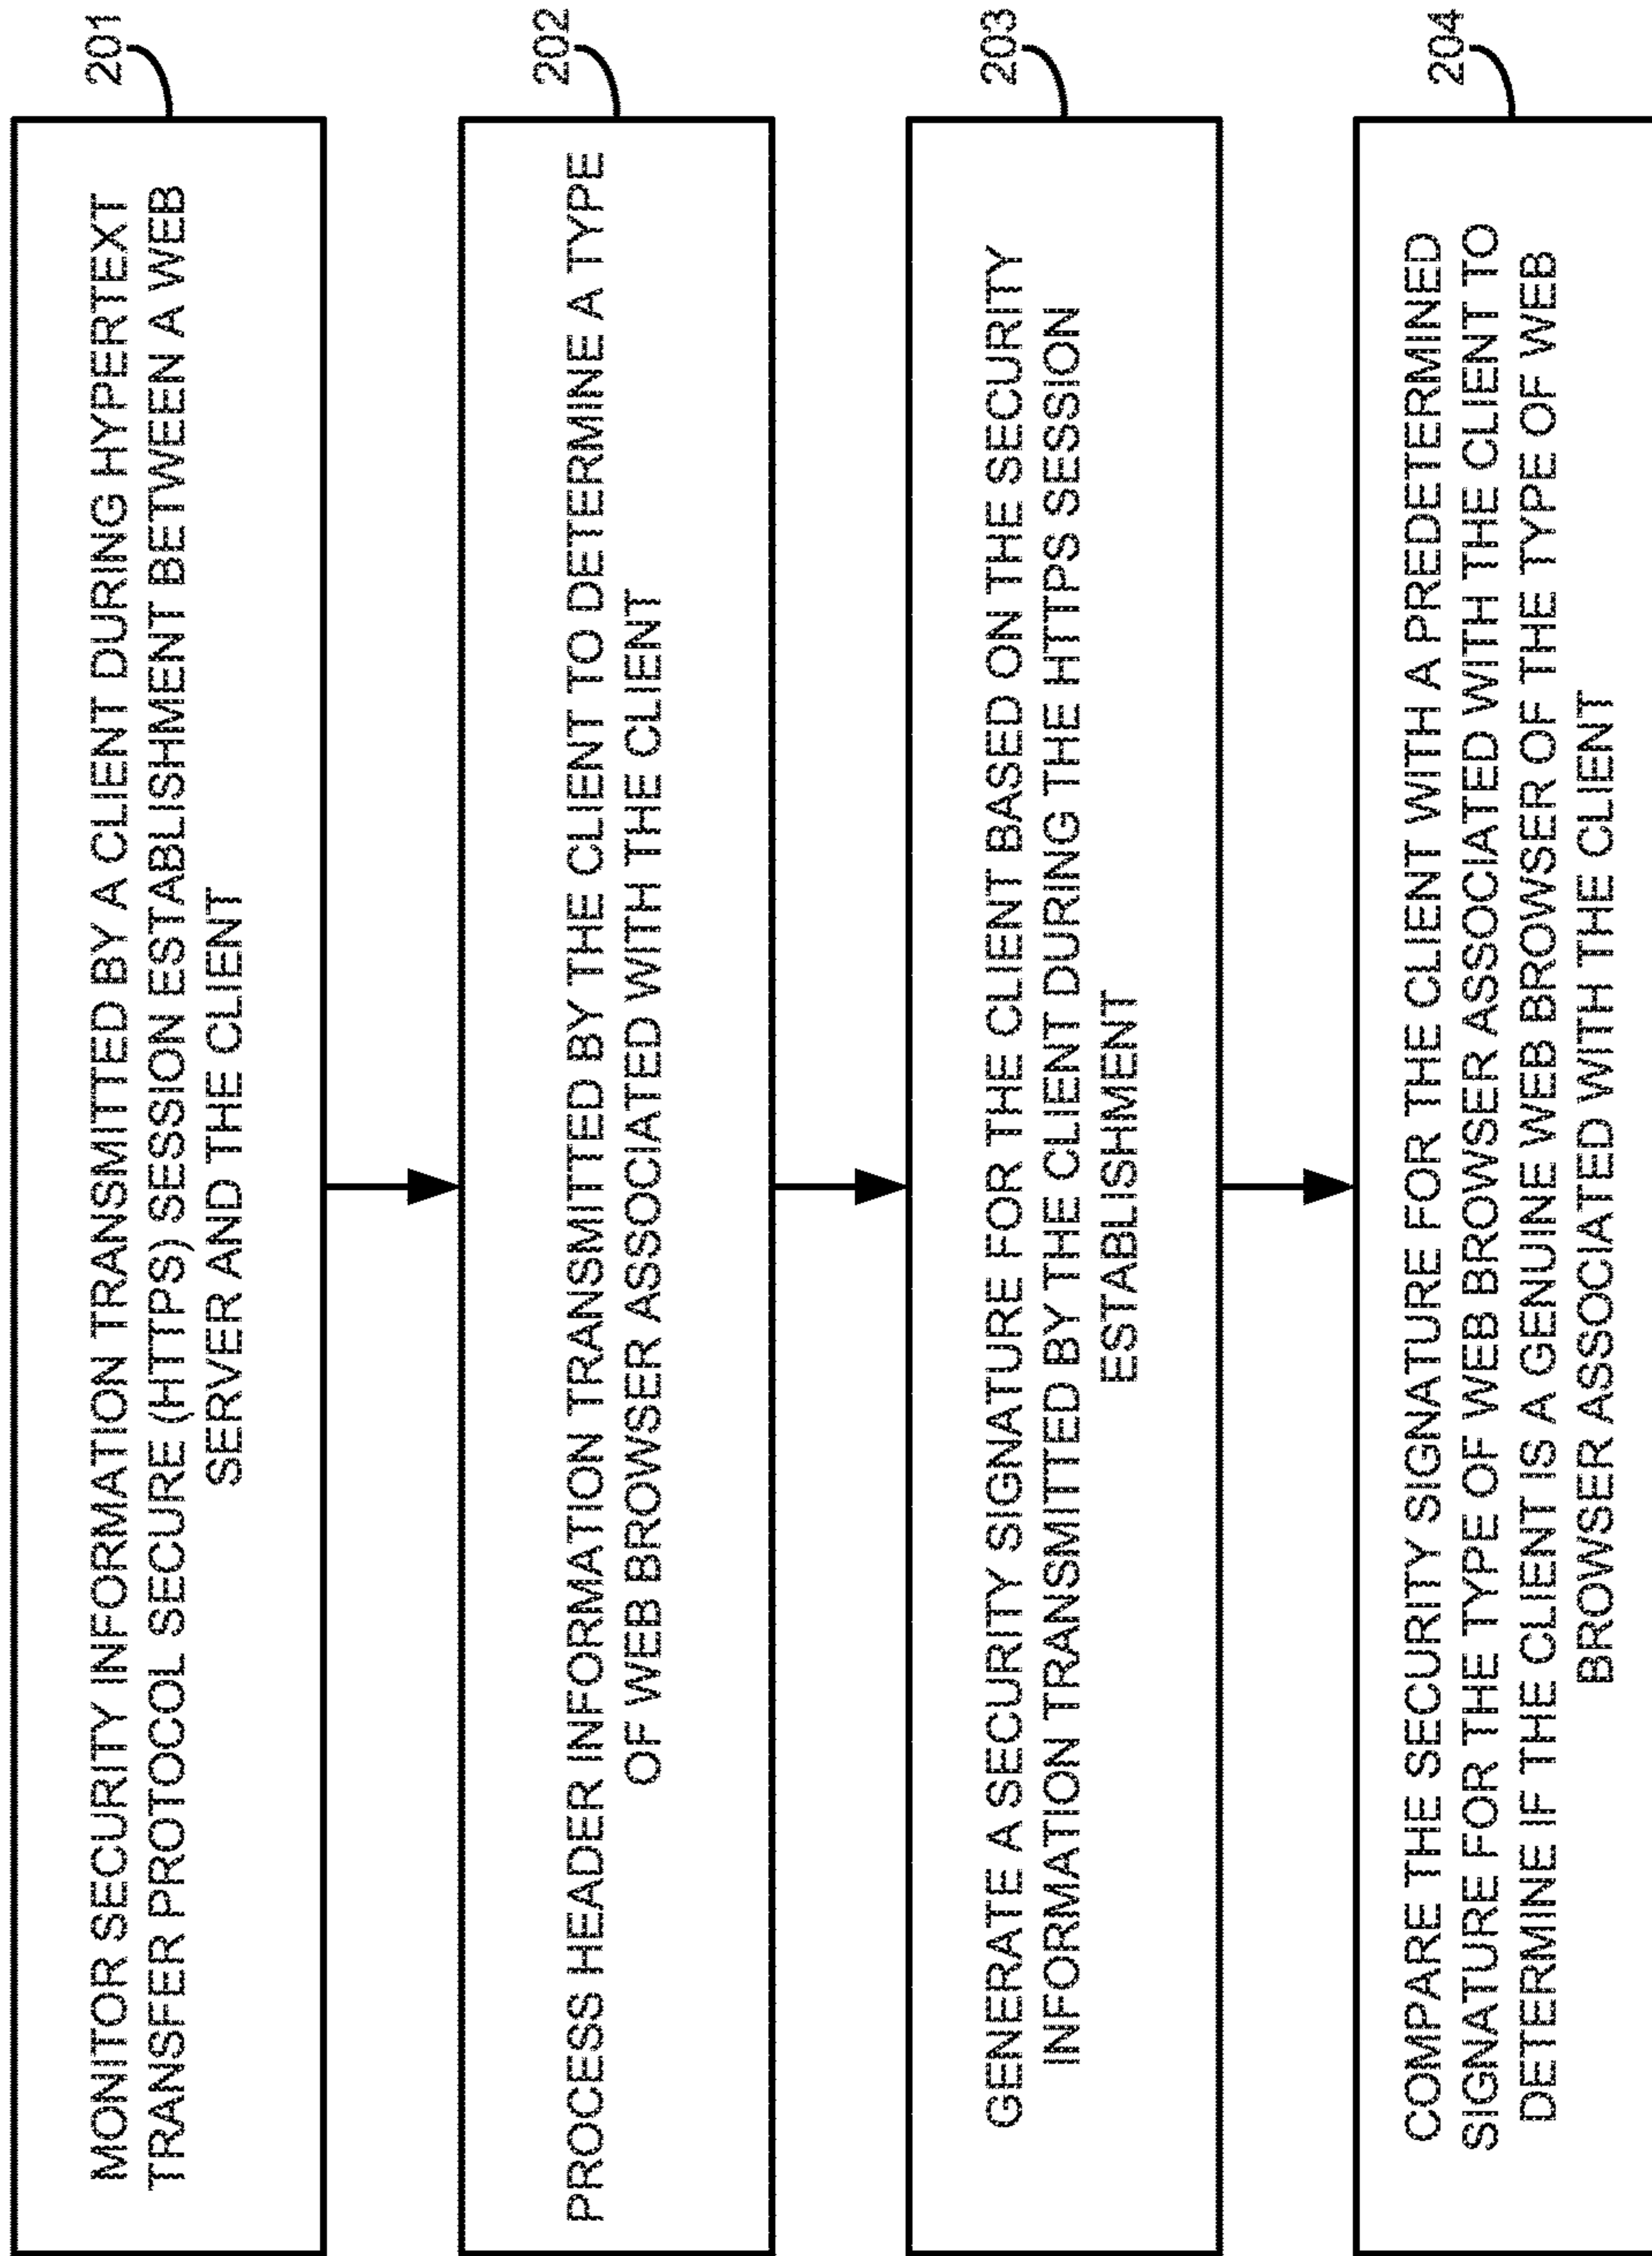 201
MONITOR SECURITY INFORMATION TRANSMITTED BY A CLIENT DURING HYPERTEXT
TRANSFER PROTOCOL SECURE (HTTPS) SESSION ESTABLISHMENT BETWEEN A WEB
SERVER AND THE CLIENT
202
PROCESS HEADER INFORMATION TRANSMITTED BY THE CLIENT TO DETERMINE A TYPE
OF WEB BROWSER ASSOCIATED WITH THE CLIENT
203
GENERATE A SECURITY SIGNATURE FOR THE CLIENT BASED ON THE SECURITY
INFORMATION TRANSMITTED BY THE CLIENT DURING THE HTTPS SESSION
ESTABLISHMENT
204
COMPARE THE SECURITY SIGNATURE FOR THE CLIENT WITH A PREDETERMINED
SIGNATURE FOR THE TYPE OF WEB BROWSER ASSOCIATED WITH THE CLIENT TO
DETERMINE IF THE CLIENT IS A GENUINE WEB BROWSER OF THE TYPE OF WEB
BROWSER ASSOCIATED WITH THE CLIENT